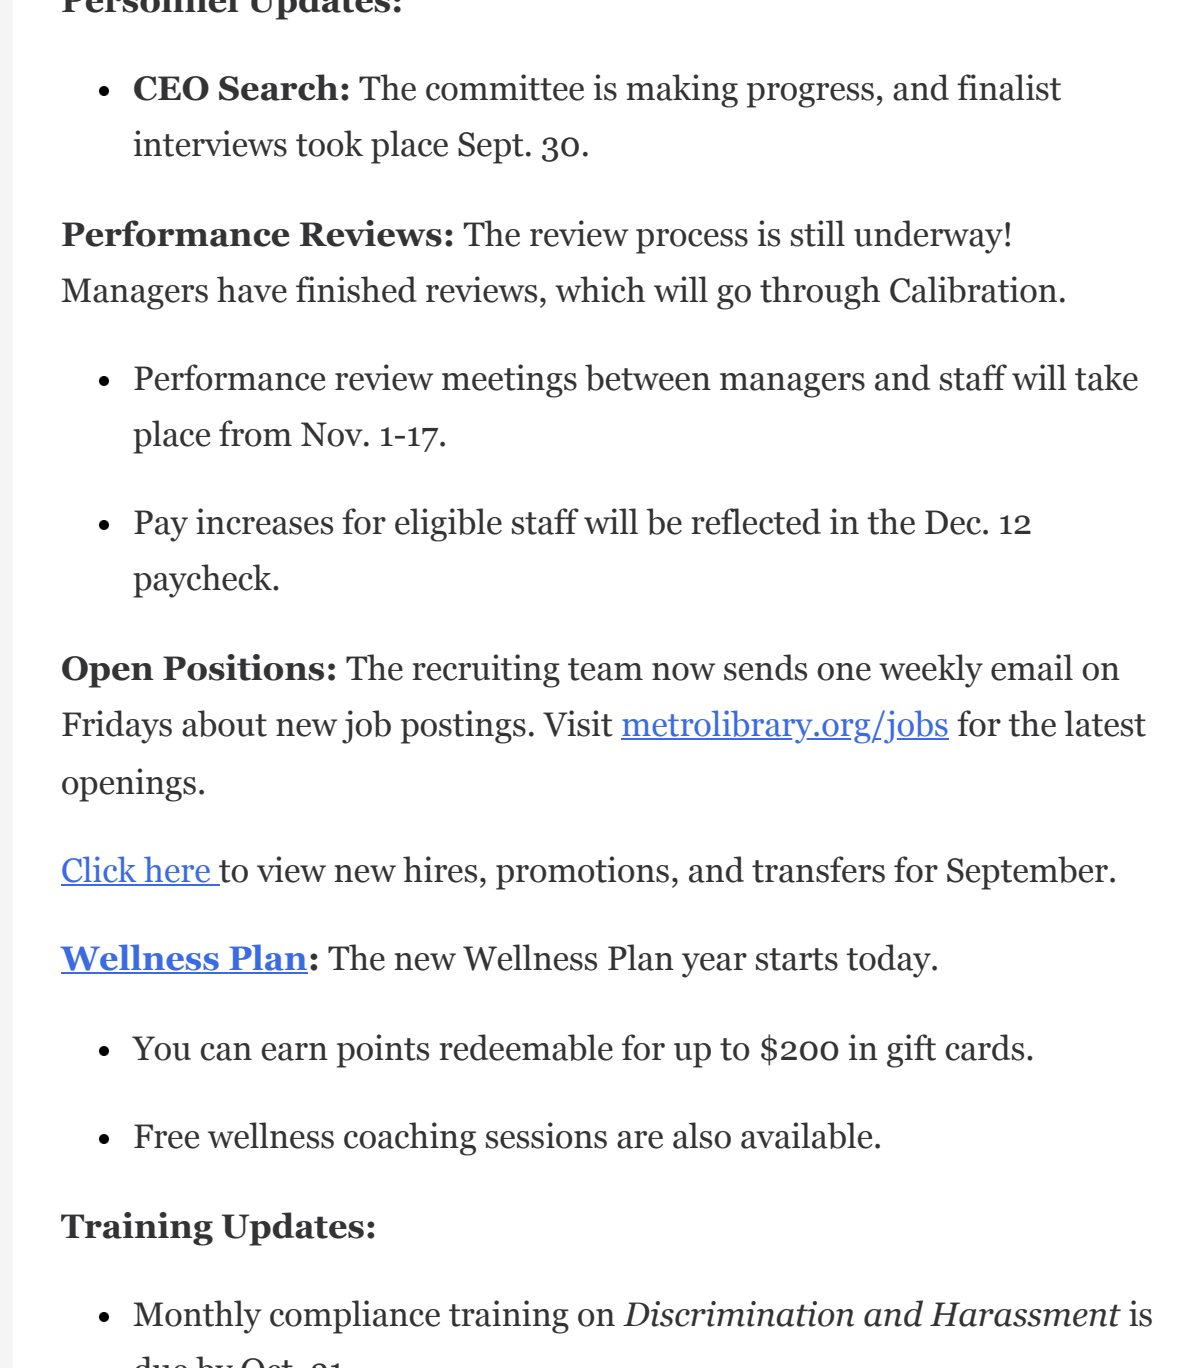 Personnel Updates:
CEO Search: The committee is making progress, and finalist
interviews took place Sept. 30.
Performance Reviews: The review process is still underway!
Managers have finished reviews, which will go through Calibration.
Performance review meetings between managers and staff will take
place from Nov. 1-17.
Pay increases for eligible staff will be reflected in the Dec. 12
paycheck.
Open Positions: The recruiting team now sends one weekly email on
Fridays about new job postings. Visit metrolibrary.org/jobs for the latest
openings.
Click here to view new hires, promotions, and transfers for September.
Wellness Plan: The new Wellness Plan year starts today.
You can earn points redeemable for up to $200 in gift cards.
Free wellness coaching sessions are also available.
Training Updates:
Monthly compliance training on Discrimination and Harassment is
due by Oct. 31.